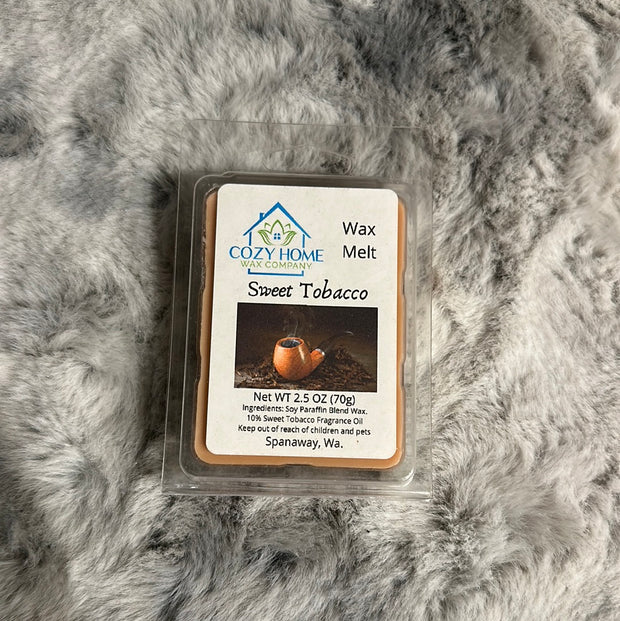 Wax
Melt
COZY HOME
WAX COMPANY
Sweet Tobacco
Net WT 2.5 OZ (70g)
Ingredients: Soy Paraffin Blend Wax.
10% Sweet Tobacco Fragrance Oil
Keep out of reach of children and pets
Spanaway, Wa.